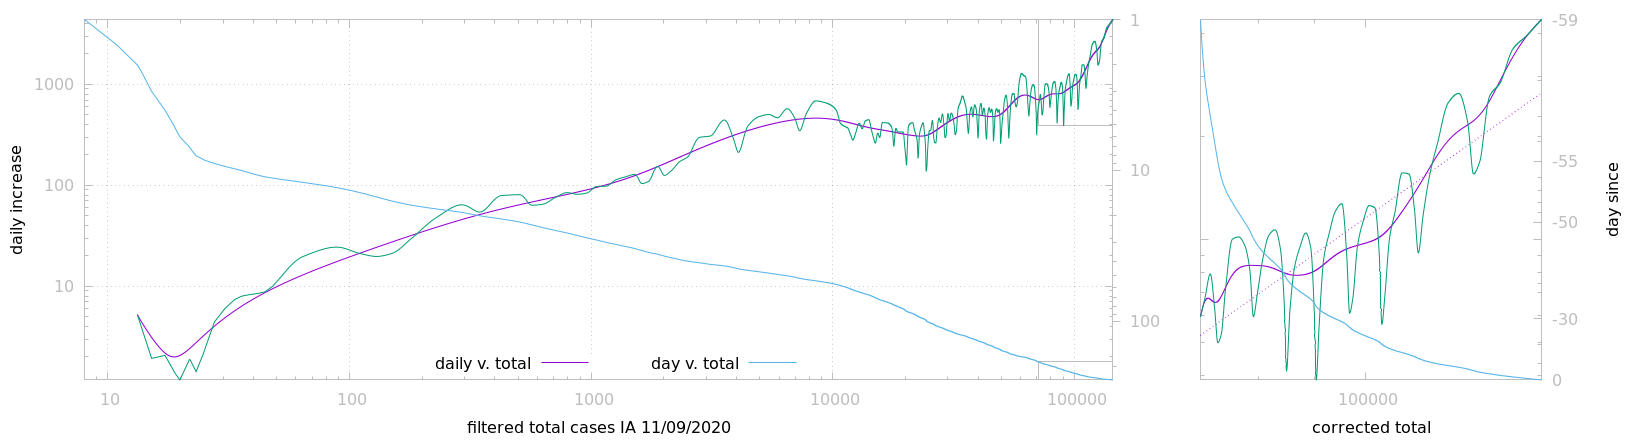 daily increase
1000
100
10
10
100
1000
10000
100000
filtered total cases IA 11/09/2020
daily v. total
day v. total
1
10
100
100000
corrected total
-59
-55
-50
-30
0
day since